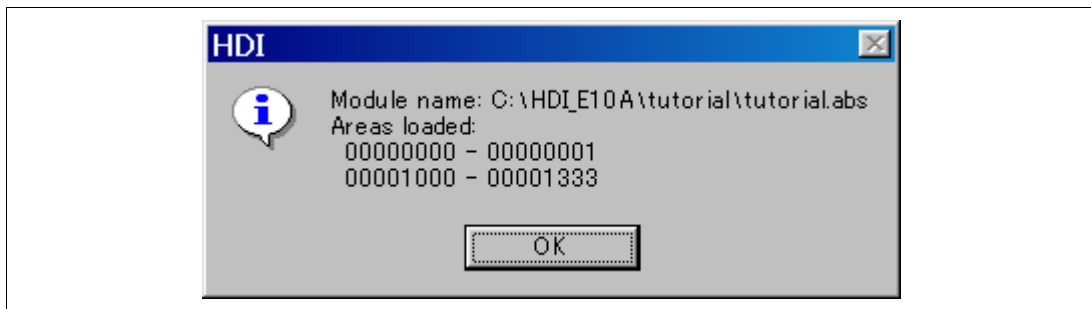 HDI
Module name: C:\HDI_E10A\tutorial\tutorial.abs
Areas loaded:
00000000 - 00000001
00001000 - 00001333
OK